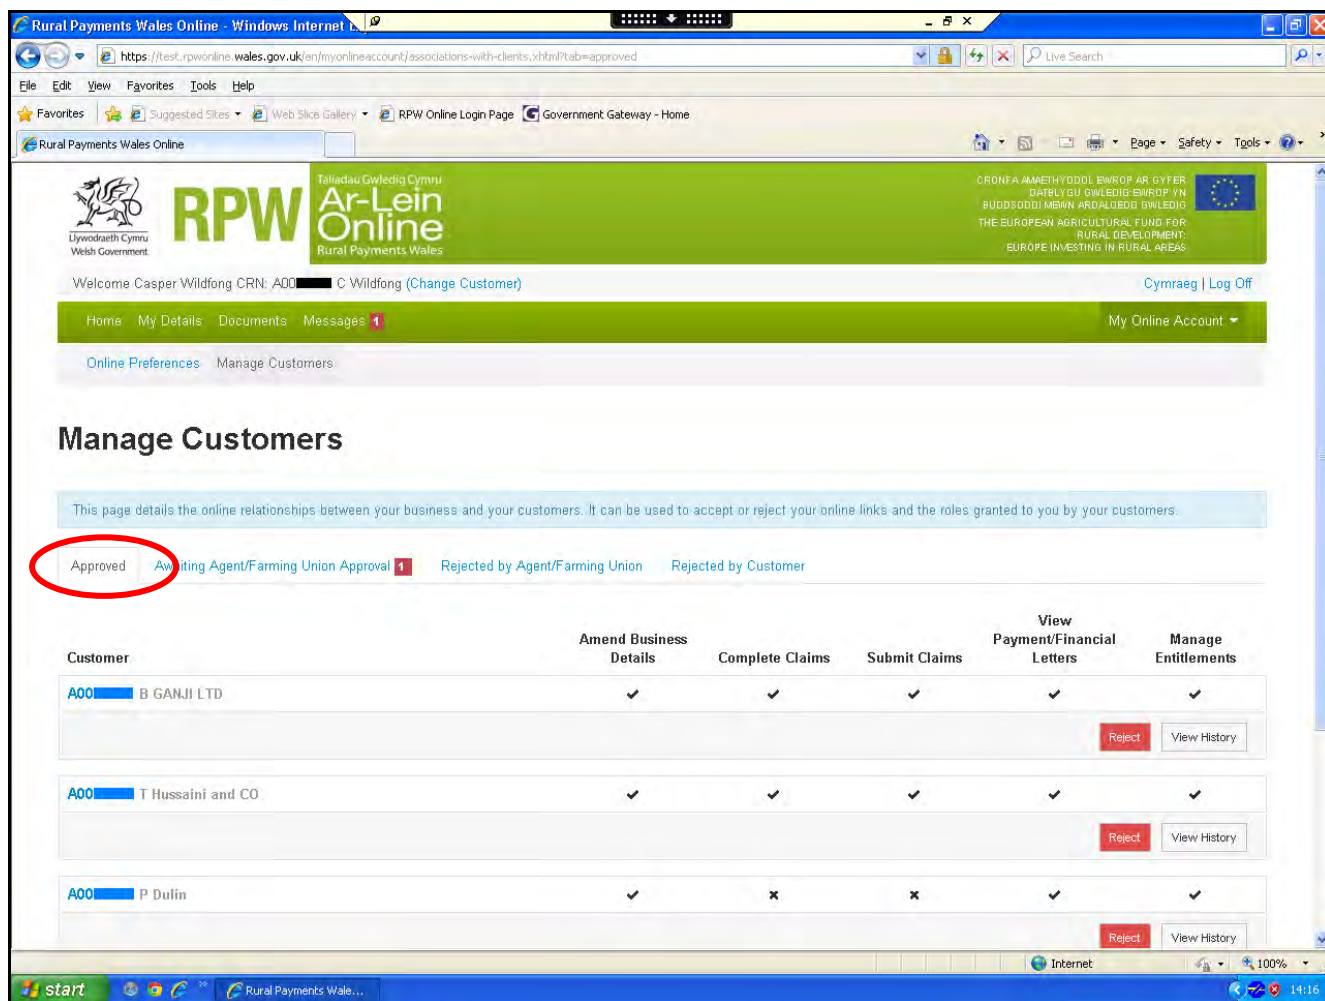 Rural Payments Wales Online - Windows Internet
https://test.rpwonline.wales.gov.uk/en/myonlineaccount/associations-with-clients.xhtml?tab=approved
Live Search
File Edit View Favorites Tools Help
Favorites Suggested Sites Web Slice Gallery RPW Online Login Page Government Gateway - Home
Rural Payments Wales Online
Page Safety Tools
Llywodraeth Cymru
Welsh Government
RPW
Taliadau Gwledig Cymru
Ar-Lein
Online
Rural Payments Wales
CRONFA AMAETHYDDOL EWROP AR GYFER
DATBLYGU GWLEDIG: EWROP YN
BUDDSODDI MEWN ARDALOEDD GWLEDIG
THE EUROPEAN AGRICULTURAL FUND FOR
RURAL DEVELOPMENT:
EUROPE INVESTING IN RURAL AREAS
Welcome Casper Wildfong CRN: A00 C Wildfong (Change Customer)
Cymraeg | Log Off
Home My Details Documents Messages 1
My Online Account
Online Preferences Manage Customers
Manage Customers
This page details the online relationships between your business and your customers. It can be used to accept or reject your online links and the roles granted to you by your customers.
Approved Awaiting Agent/Farming Union Approval 1 Rejected by Agent/Farming Union Rejected by Customer
Customer
Amend Business
Details
Complete Claims
Submit Claims
View
Payment/Financial
Letters
Manage
Entitlements
A00 B GANJI LTD
Reject View History
A00 T Hussaini and CO
Reject View History
A00 P Dulin
Reject View History
Internet
100%
start
Rural Payments Wale...
14:16